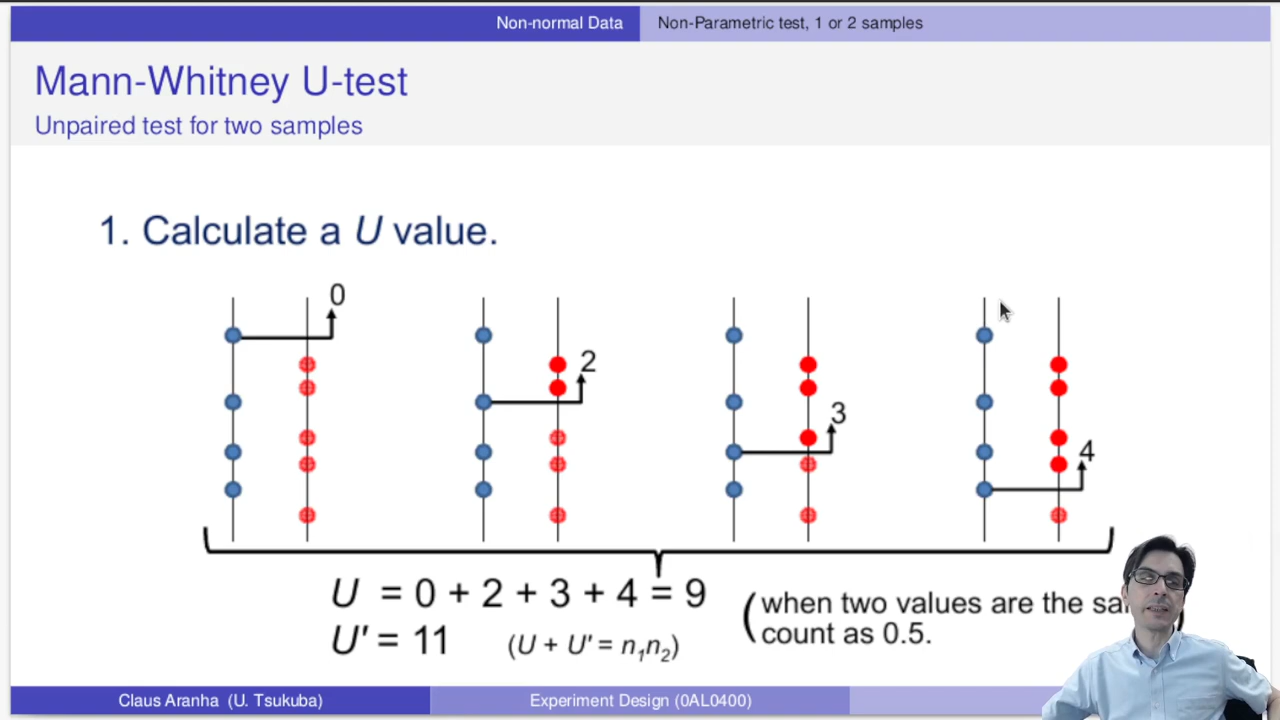 Non-normal Data Non-Parametric test, 1 or 2 samples
Mann-Whitney U-test
Unpaired test for two samples
1. Calculate a U value.
0
2
3
4
U = 0 + 2 + 3 + 4 = 9
U' = 11 (U + U' = n₁n₂)
(when two values are the
count as 0.5.
Claus Aranha (U. Tsukuba) Experiment Design (0AL0400)